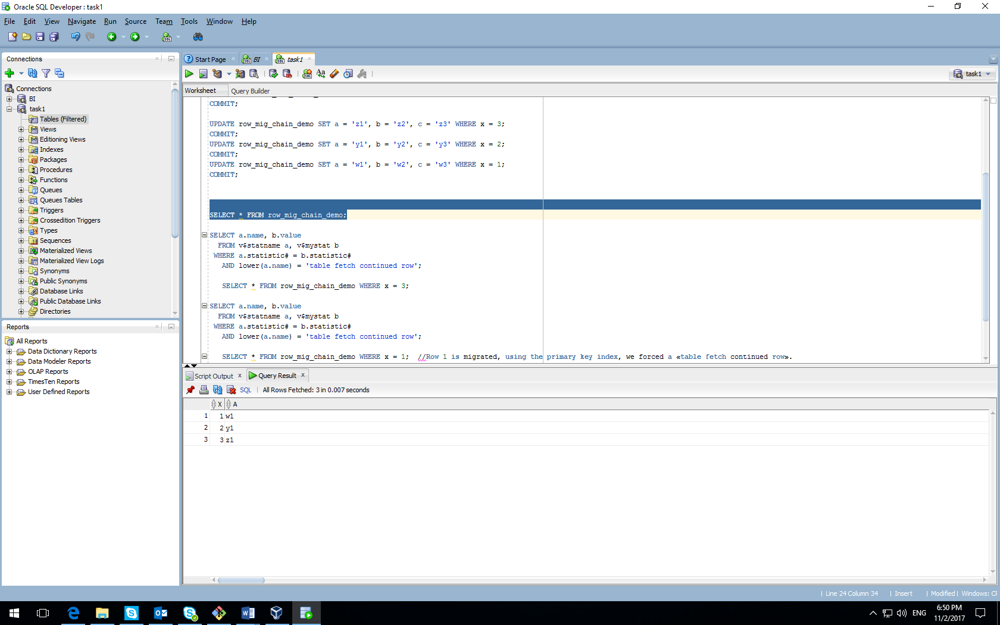 Oracle SQL Developer : task1
File Edit View Navigate Run Source Team Tools Window Help
Connections
Connections
BI
task1
Tables (Filtered)
Views
Editioning Views
Indexes
Packages
Procedures
Functions
Queues
Queues Tables
Triggers
Crossedition Triggers
Types
Sequences
Materialized Views
Materialized View Logs
Synonyms
Public Synonyms
Database Links
Public Database Links
Directories
Reports
All Reports
Data Dictionary Reports
Data Modeler Reports
OLAP Reports
TimesTen Reports
User Defined Reports
Start Page BI task1
task1
Worksheet Query Builder
COMMIT;
UPDATE row_mig_chain_demo SET a = 'z1', b = 'z2', c = 'z3' WHERE x = 3;
COMMIT;
UPDATE row_mig_chain_demo SET a = 'y1', b = 'y2', c = 'y3' WHERE x = 2;
COMMIT;
UPDATE row_mig_chain_demo SET a = 'w1', b = 'w2', c = 'w3' WHERE x = 1;
COMMIT;
SELECT * FROM row_mig_chain_demo;
SELECT a.name, b.value
FROM v$statname a, v$mystat b
WHERE a.statistic# = b.statistic#
AND lower(a.name) = 'table fetch continued row';
SELECT * FROM row_mig_chain_demo WHERE x = 3;
SELECT a.name, b.value
FROM v$statname a, v$mystat b
WHERE a.statistic# = b.statistic#
AND lower(a.name) = 'table fetch continued row';
SELECT * FROM row_mig_chain_demo WHERE x = 1; //Row 1 is migrated, using the primary key index, we forced a «table fetch continued row».
Script Output x Query Result x
SQL | All Rows Fetched: 3 in 0.007 seconds
X A
1 1 w1
2 2 y1
3 3 z1
| Line 24 Column 34 | Insert | Modified | Windows: CF
ENG
6:50 PM
11/2/2017